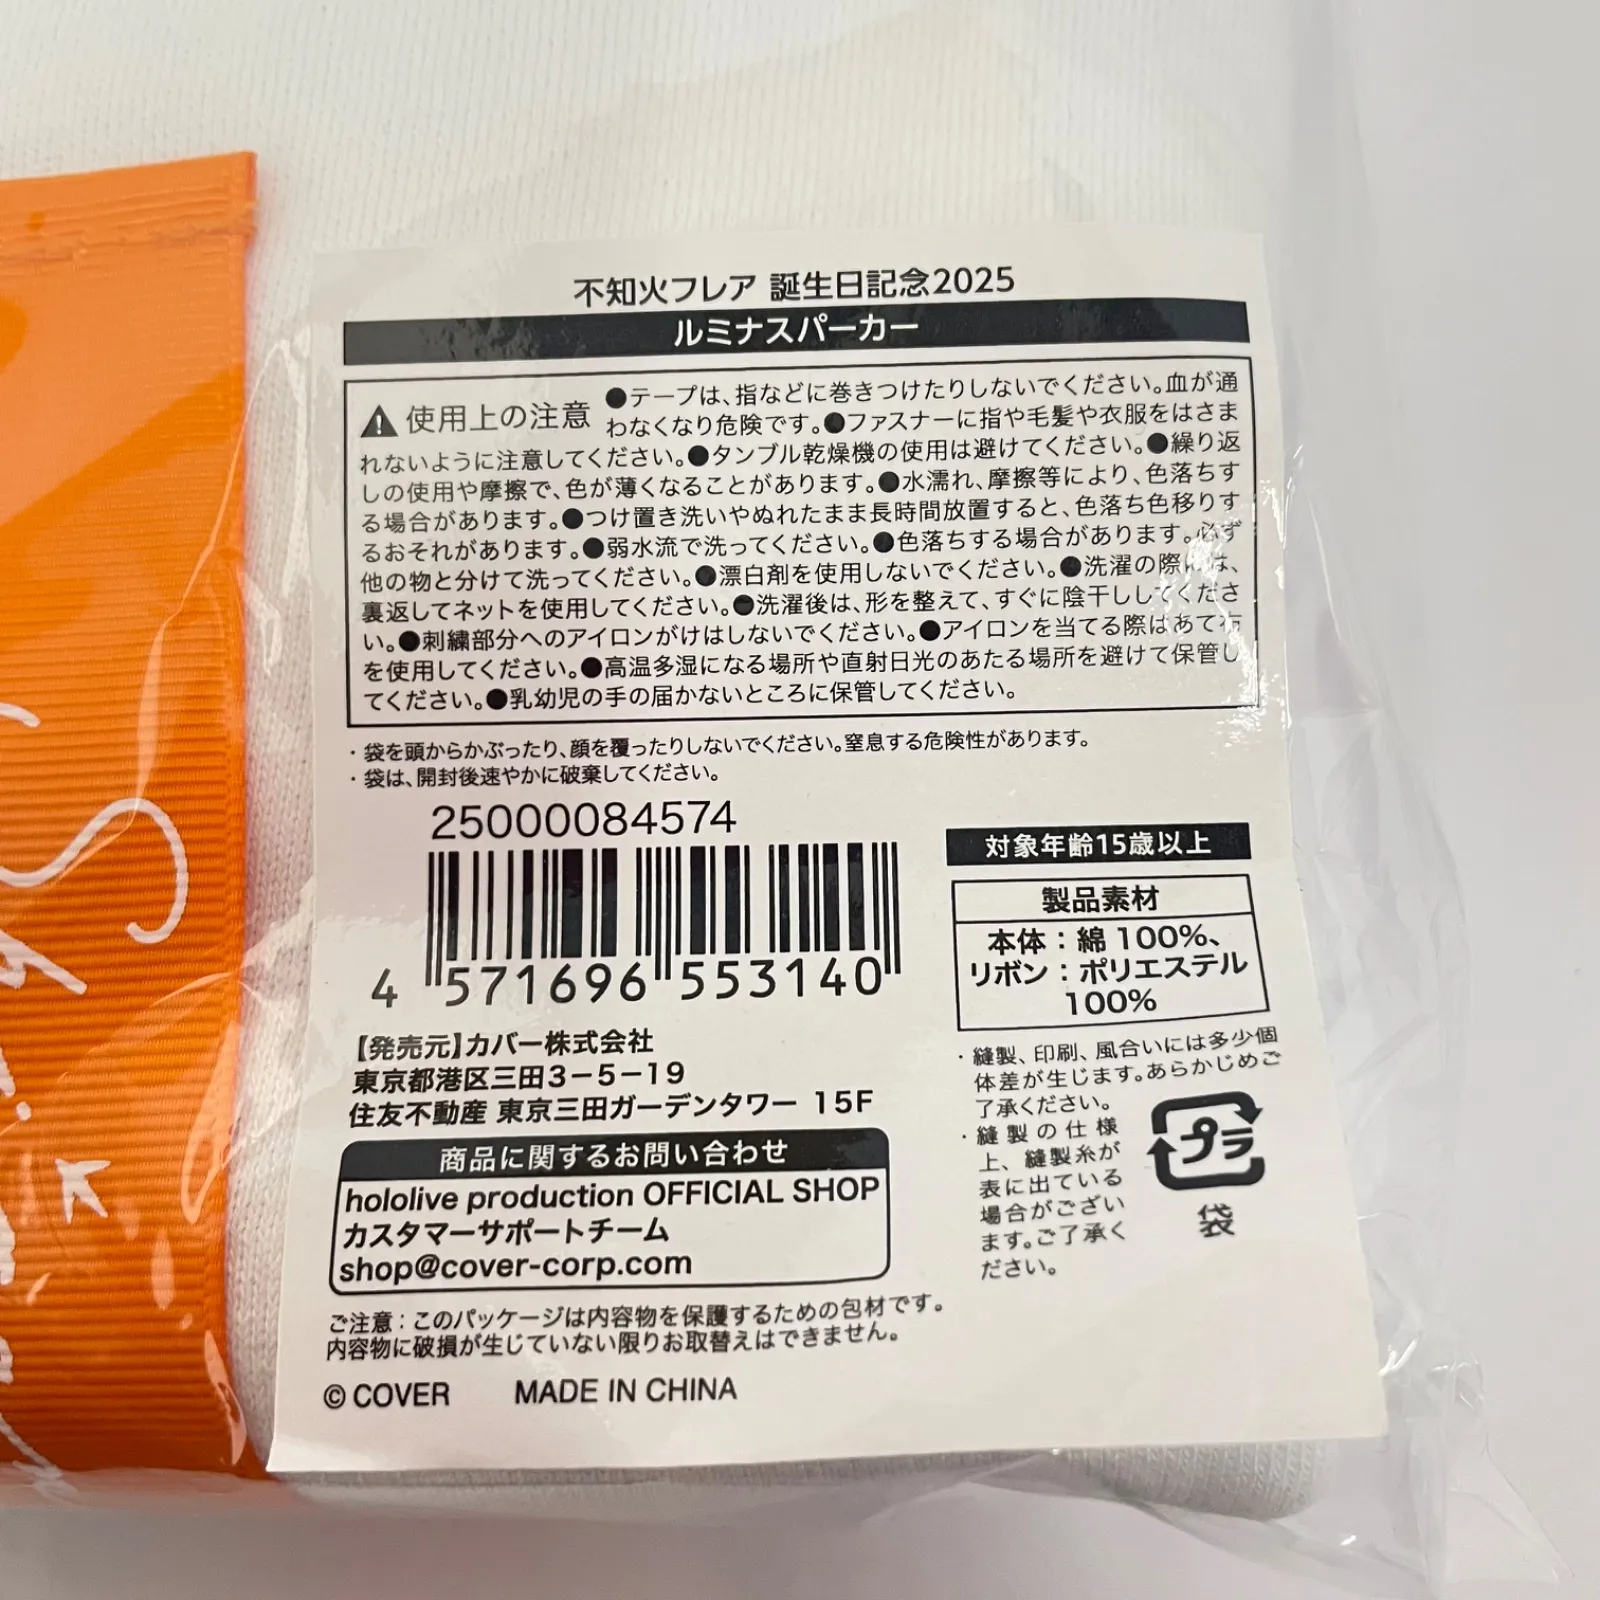 不知火フレア 誕生日記念2025
ルミナスパーカー
使用上の注意
●テープは、指などに巻きつけたりしないでください。血が通
わなくなり危険です。●ファスナーに指や毛髪や衣服をはさま
れないように注意してください。●タンブル乾燥機の使用は避けてください。●繰り返
しの使用や摩擦で、色が薄くなることがあります。●水濡れ、摩擦等により、色落ちす
る場合があります。●つけ置き洗いやぬれたまま長時間放置すると、色落ち色移りす
るおそれがあります。●弱水流で洗ってください。●色落ちする場合があります。必ず
他の物と分けて洗ってください。●漂白剤を使用しないでください。●洗濯の際には、
裏返してネットを使用してください。●洗濯後は、形を整えて、すぐに陰干ししてくださ
い。●刺繍部分へのアイロンがけはしないでください。●アイロンを当てる際はあて布
を使用してください。●高温多湿になる場所や直射日光のあたる場所を避けて保管し
てください。●乳幼児の手の届かないところに保管してください。
・袋を頭からかぶったり、顔を覆ったりしないでください。窒息する危険性があります。
・袋は、開封後速やかに破棄してください。
25000084574
4 571696 553140
【発売元】カバー株式会社
東京都港区三田3−5−19
住友不動産 東京三田ガーデンタワー 15F
商品に関するお問い合わせ
hololive production OFFICIAL SHOP
カスタマーサポートチーム
shop@cover-corp.com
対象年齢15歳以上
製品素材
本体：綿 100%、
リボン：ポリエステル
100%
・縫製、印刷、風合いには多少個
体差が生じます。あらかじめご
了承ください。
・縫製の仕様
上、縫製糸が
表に出ている
場合がござい
ます。ご了承く
ださい。
プラ
袋
ご注意：このパッケージは内容物を保護するための包材です。
内容物に破損が生じていない限りお取替えはできません。
© COVER MADE IN CHINA